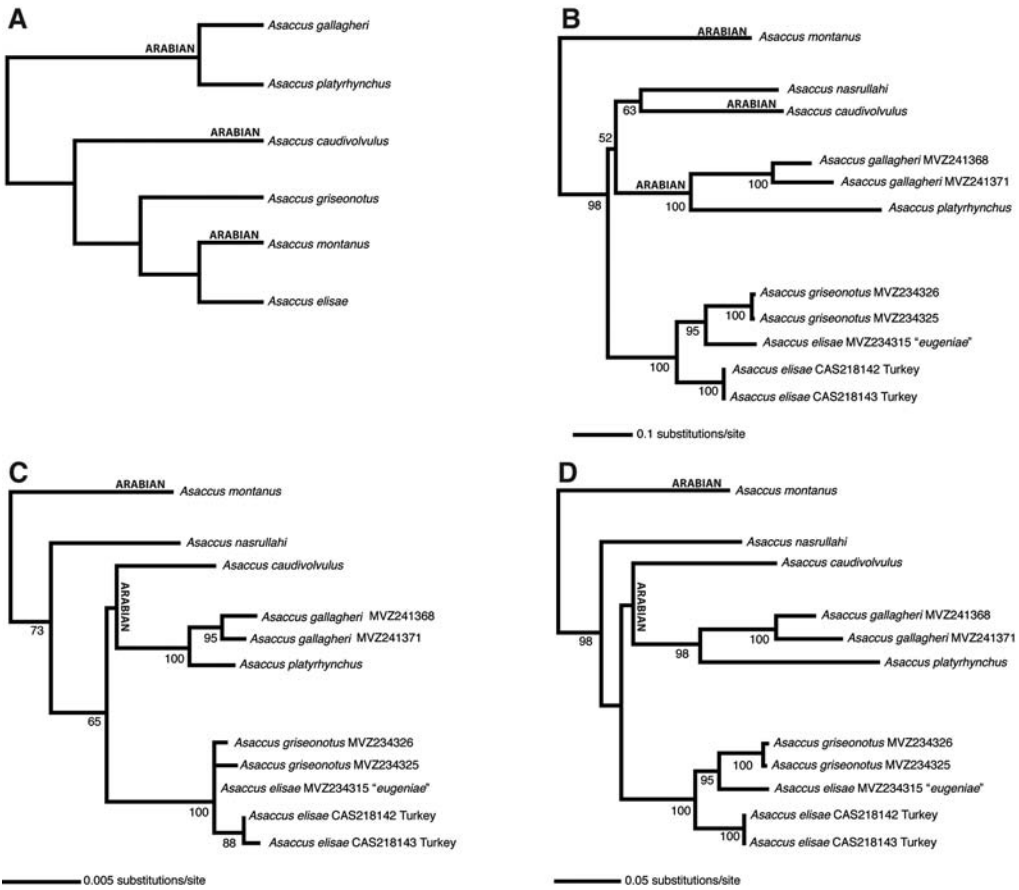 A
Asaccus gallagheri
ARABIAN
Asaccus platyrhynchus
ARABIAN
Asaccus caudivolvulus
Asaccus griseonotus
ARABIAN
Asaccus montanus
Asaccus elisae
B
ARABIAN
Asaccus montanus
Asaccus nasrullahi
63
ARABIAN
Asaccus caudivolvulus
52
Asaccus gallagheri MVZ241368
100
Asaccus gallagheri MVZ241371
ARABIAN
98
100
Asaccus platyrhynchus
Asaccus griseonotus MVZ234326
100
Asaccus griseonotus MVZ234325
95
Asaccus elisae MVZ234315 "eugeniae"
100
Asaccus elisae CAS218142 Turkey
100
Asaccus elisae CAS218143 Turkey
0.1 substitutions/site
C
ARABIAN
Asaccus montanus
Asaccus nasrullahi
Asaccus caudivolvulus
ARABIAN
Asaccus gallagheri MVZ241368
73
95
Asaccus gallagheri MVZ241371
100
Asaccus platyrhynchus
65
Asaccus griseonotus MVZ234326
Asaccus griseonotus MVZ234325
Asaccus elisae MVZ234315 "eugeniae"
100
Asaccus elisae CAS218142 Turkey
88
Asaccus elisae CAS218143 Turkey
0.005 substitutions/site
D
ARABIAN
Asaccus montanus
Asaccus nasrullahi
Asaccus caudivolvulus
ARABIAN
Asaccus gallagheri MVZ241368
98
100
Asaccus gallagheri MVZ241371
98
Asaccus platyrhynchus
Asaccus griseonotus MVZ234326
100
Asaccus griseonotus MVZ234325
95
Asaccus elisae MVZ234315 "eugeniae"
100
Asaccus elisae CAS218142 Turkey
100
Asaccus elisae CAS218143 Turkey
0.05 substitutions/site